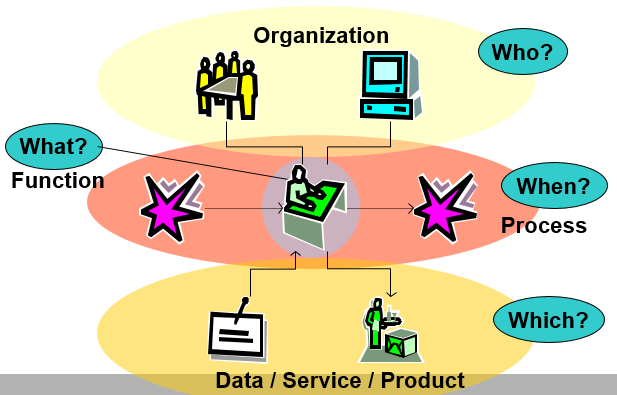 Organization
Who?
What?
Function
When?
Process
Which?
Data / Service / Product